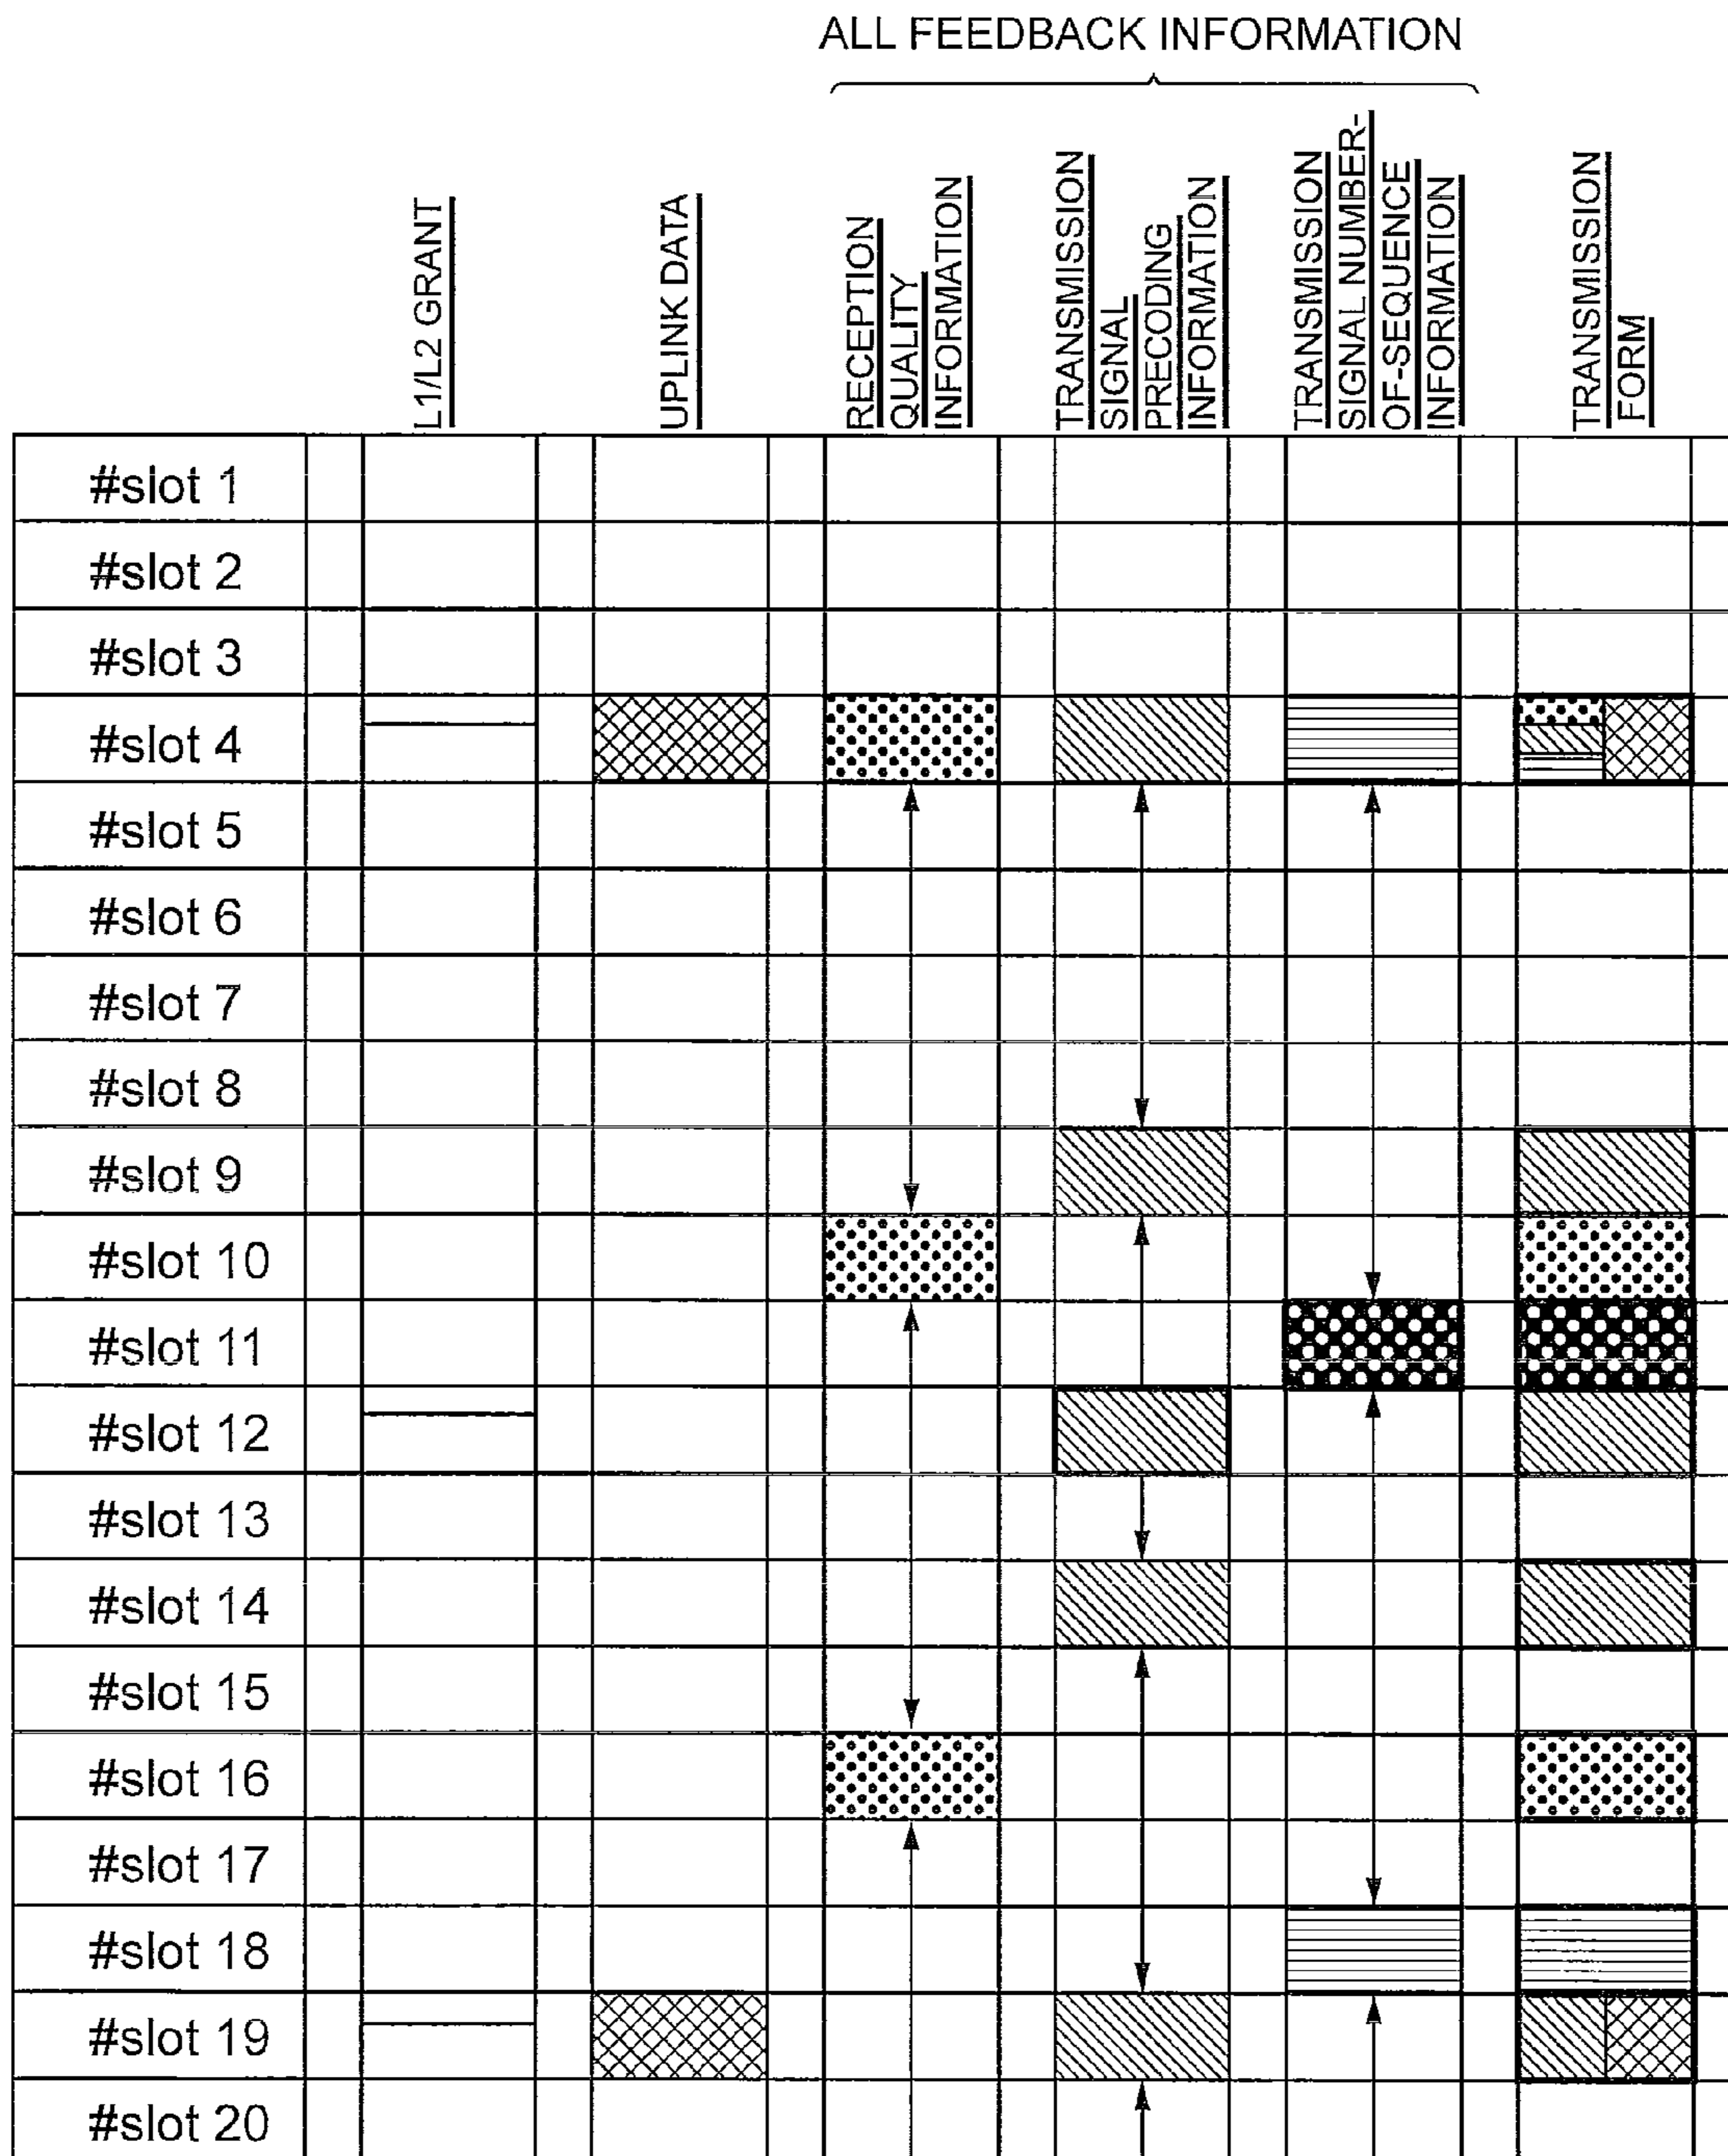 ALL FEEDBACK INFORMATION
L1/L2 GRANT
UPLINK DATA
RECEPTION
QUALITY
INFORMATION
TRANSMISSION
SIGNAL
PRECODING
INFORMATION
TRANSMISSION
SIGNAL NUMBER-
OF-SEQUENCE
INFORMATION
TRANSMISSION
FORM
#slot 1
#slot 2
#slot 3
#slot 4
#slot 5
#slot 6
#slot 7
#slot 8
#slot 9
#slot 10
#slot 11
#slot 12
#slot 13
#slot 14
#slot 15
#slot 16
#slot 17
#slot 18
#slot 19
#slot 20